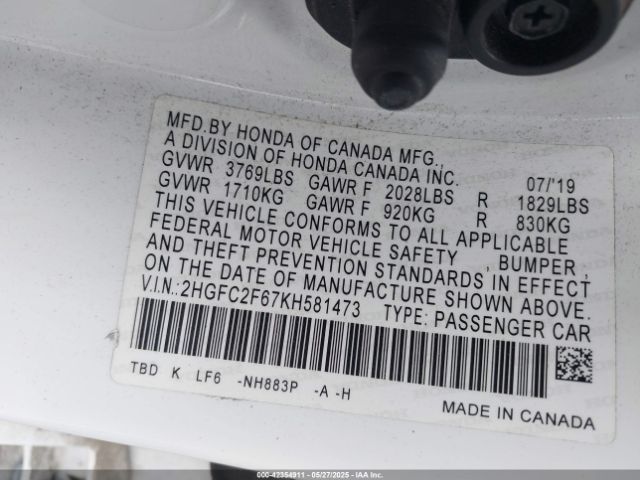 MFD.BY HONDA OF CANADA MFG.,
A DIVISION OF HONDA CANADA INC. 07/'19
GVWR 3769LBS GAWR F 2028LBS R 1829LBS
GVWR 1710KG GAWR F 920KG R 830KG
THIS VEHICLE CONFORMS TO ALL APPLICABLE
FEDERAL MOTOR VEHICLE SAFETY , BUMPER,
AND THEFT PREVENTION STANDARDS IN EFFECT
ON THE DATE OF MANUFACTURE SHOWN ABOVE.
V.I.N.:2HGFC2F67KH581473 TYPE: PASSENGER CAR
TBD K LF6 -NH883P -A -H
MADE IN CANADA
000-42354911 — 05/27/2025 — IAA Inc.